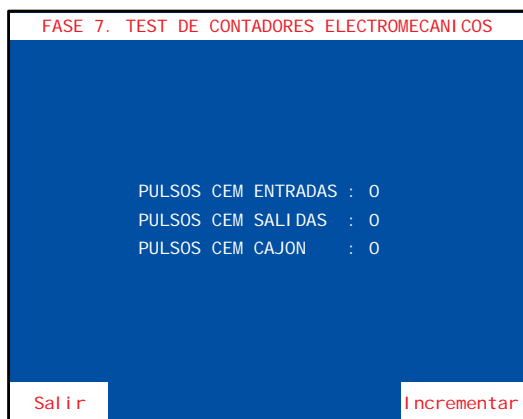 FASE 7. TEST DE CONTADORES ELECTROMECANICOS
PULSOS CEM ENTRADAS : 0
PULSOS CEM SALIDAS : 0
PULSOS CEM CAJON : 0
Salir
Incrementar